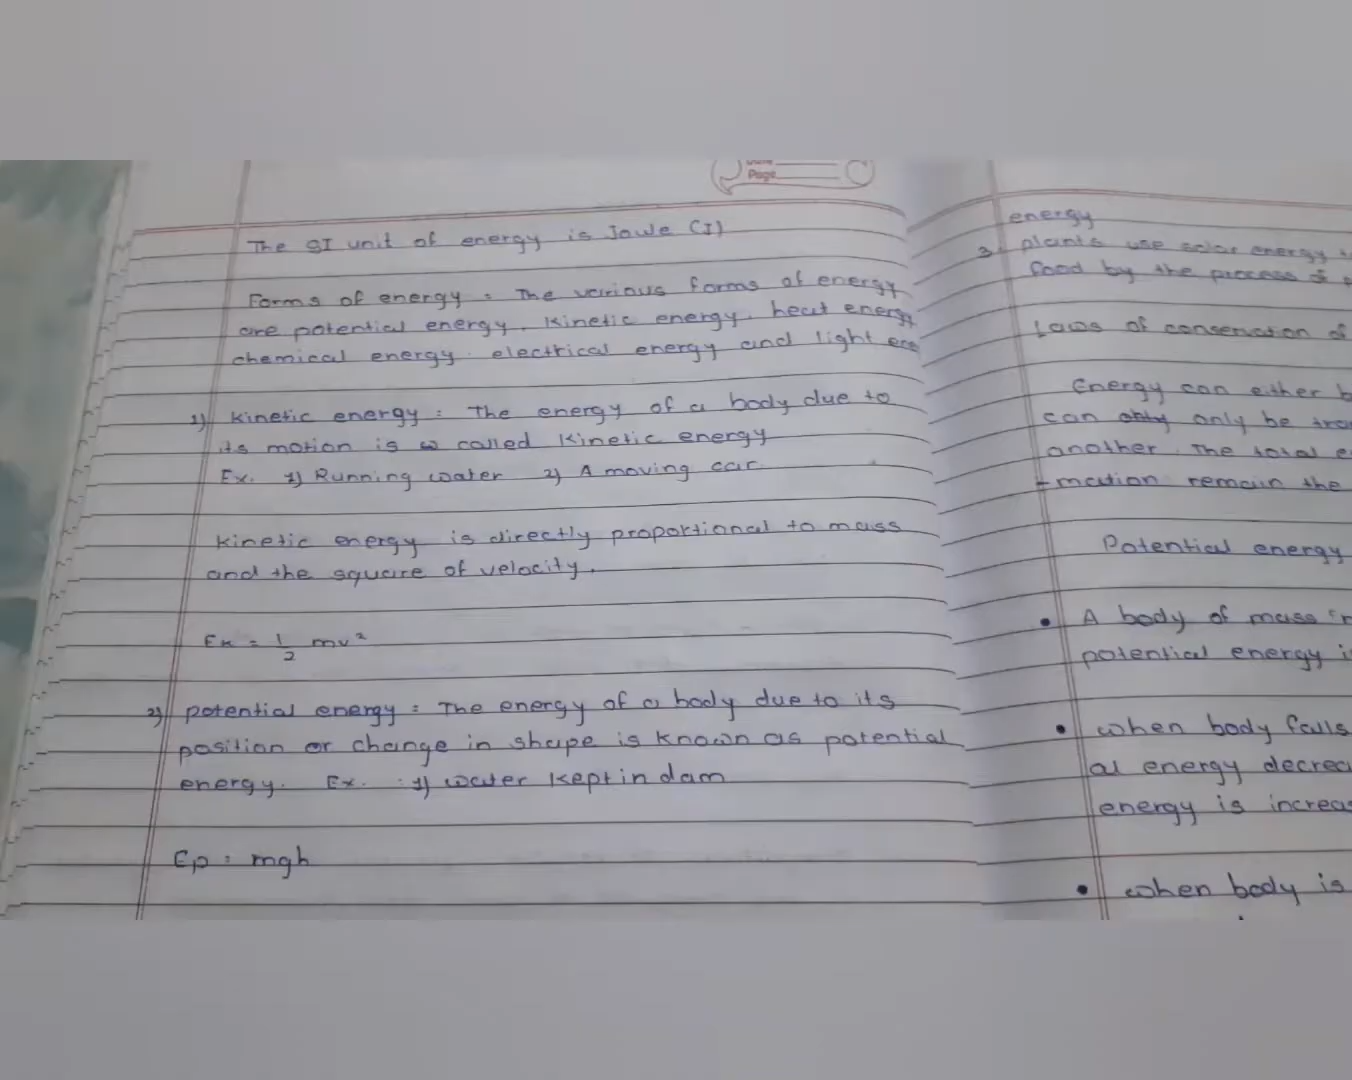 Page
The SI unit of energy is Joule (J)
Forms of energy : The various forms of energy
are potential energy, kinetic energy, heat energy
chemical energy. electrical energy and light ene
1) Kinetic energy : The energy of a body due to
its motion is called kinetic energy
Ex. 1) Running water 2) A moving car.
Kinetic energy is directly proportional to mass
and the square of velocity.
Ek = 1/2 mv²
2) potential energy : The energy of a body due to its
position or change in shape is known as potential
energy. Ex. : 1) water kept in dam
Ep = mgh
energy
3. plants use solar energy
food by the process of
Laws of conservation of
Energy can either b
can only be tra
another. The total e
-mation remain the
Potential energy
• A body of mass 'm
potential energy i
• when body falls
al energy decrea
energy is increas
• when body is